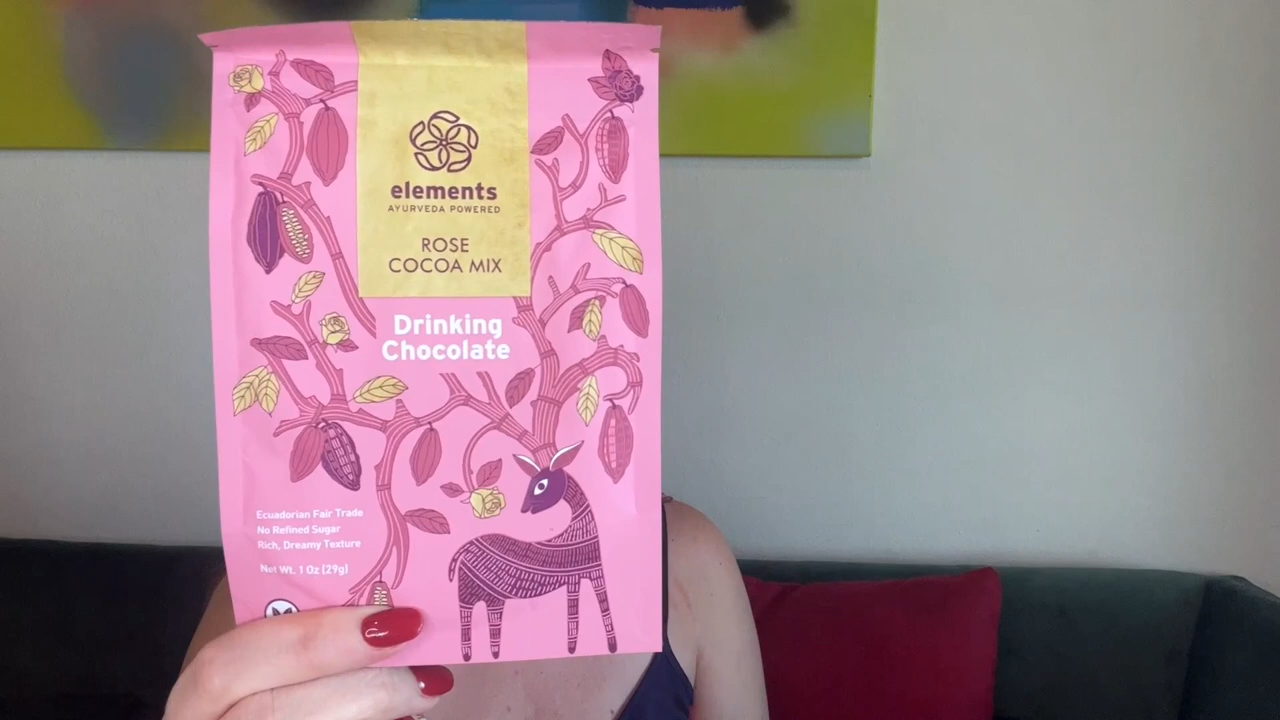 elements
AYURVEDA POWERED
ROSE
COCOA MIX
Drinking
Chocolate
Ecuadorian Fair Trade
No Refined Sugar
Rich, Dreamy Texture
Net Wt. 1 Oz (29g)